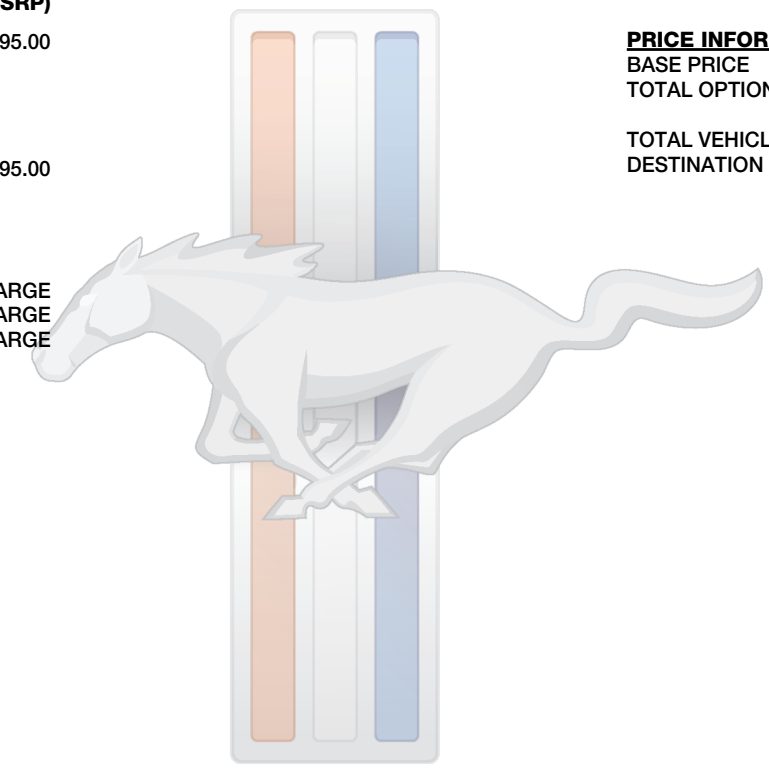 SRP)
95.00
95.00
ARGE
ARGE
ARGE
PRICE INFOR
BASE PRICE
TOTAL OPTION
TOTAL VEHICL
DESTINATION